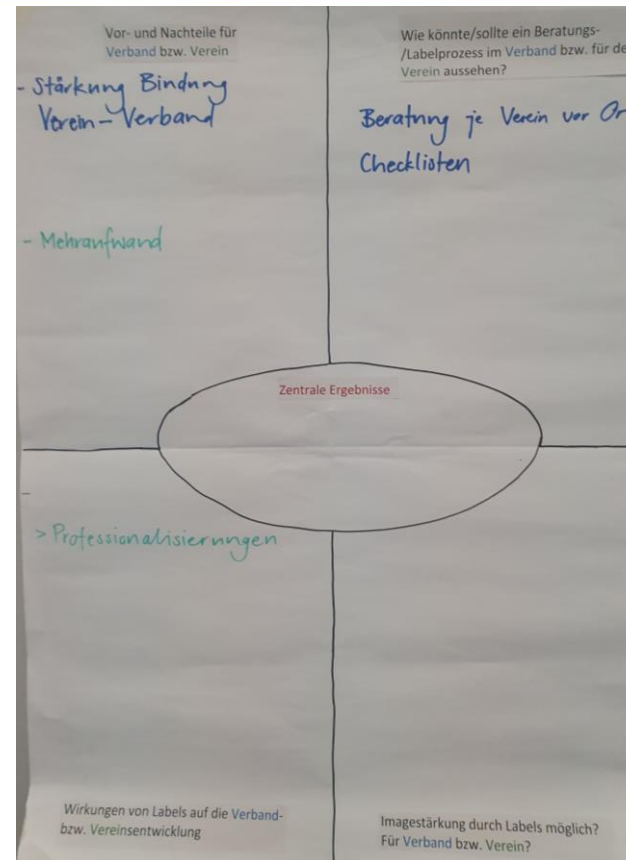 Vor- und Nachteile für
Verband bzw. Verein
- Stärkung Bindung
Verein - Verband
- Mehraufwand
Wie könnte/sollte ein Beratungs-
/Labelprozess im Verband bzw. für de
Verein aussehen?
Beratung je Verein vor Or
Checklisten
Zentrale Ergebnisse
> Professionalisierungen
Wirkungen von Labels auf die Verband-
bzw. Vereinsentwicklung
Imagestärkung durch Labels möglich?
Für Verband bzw. Verein?